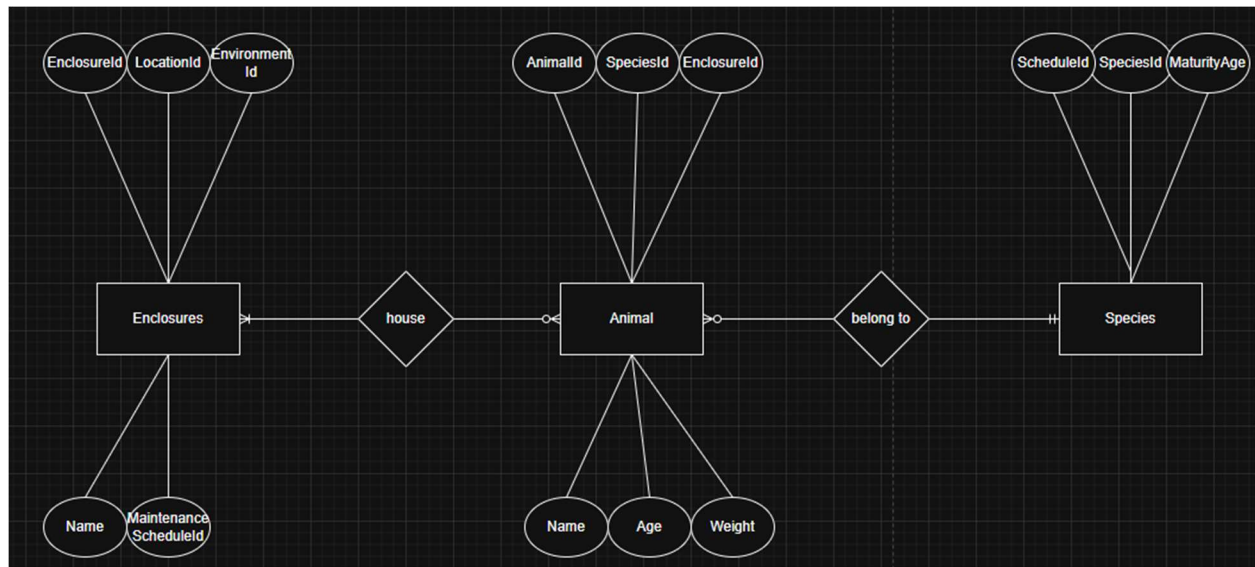 EnclosureId
LocationId
Environment
Id
AnimalId
SpeciesId
EnclosureId
ScheduleId
SpeciesId
MaturityAge
Enclosures
house
Animal
belong to
Species
Name
Maintenance
ScheduleId
Name
Age
Weight